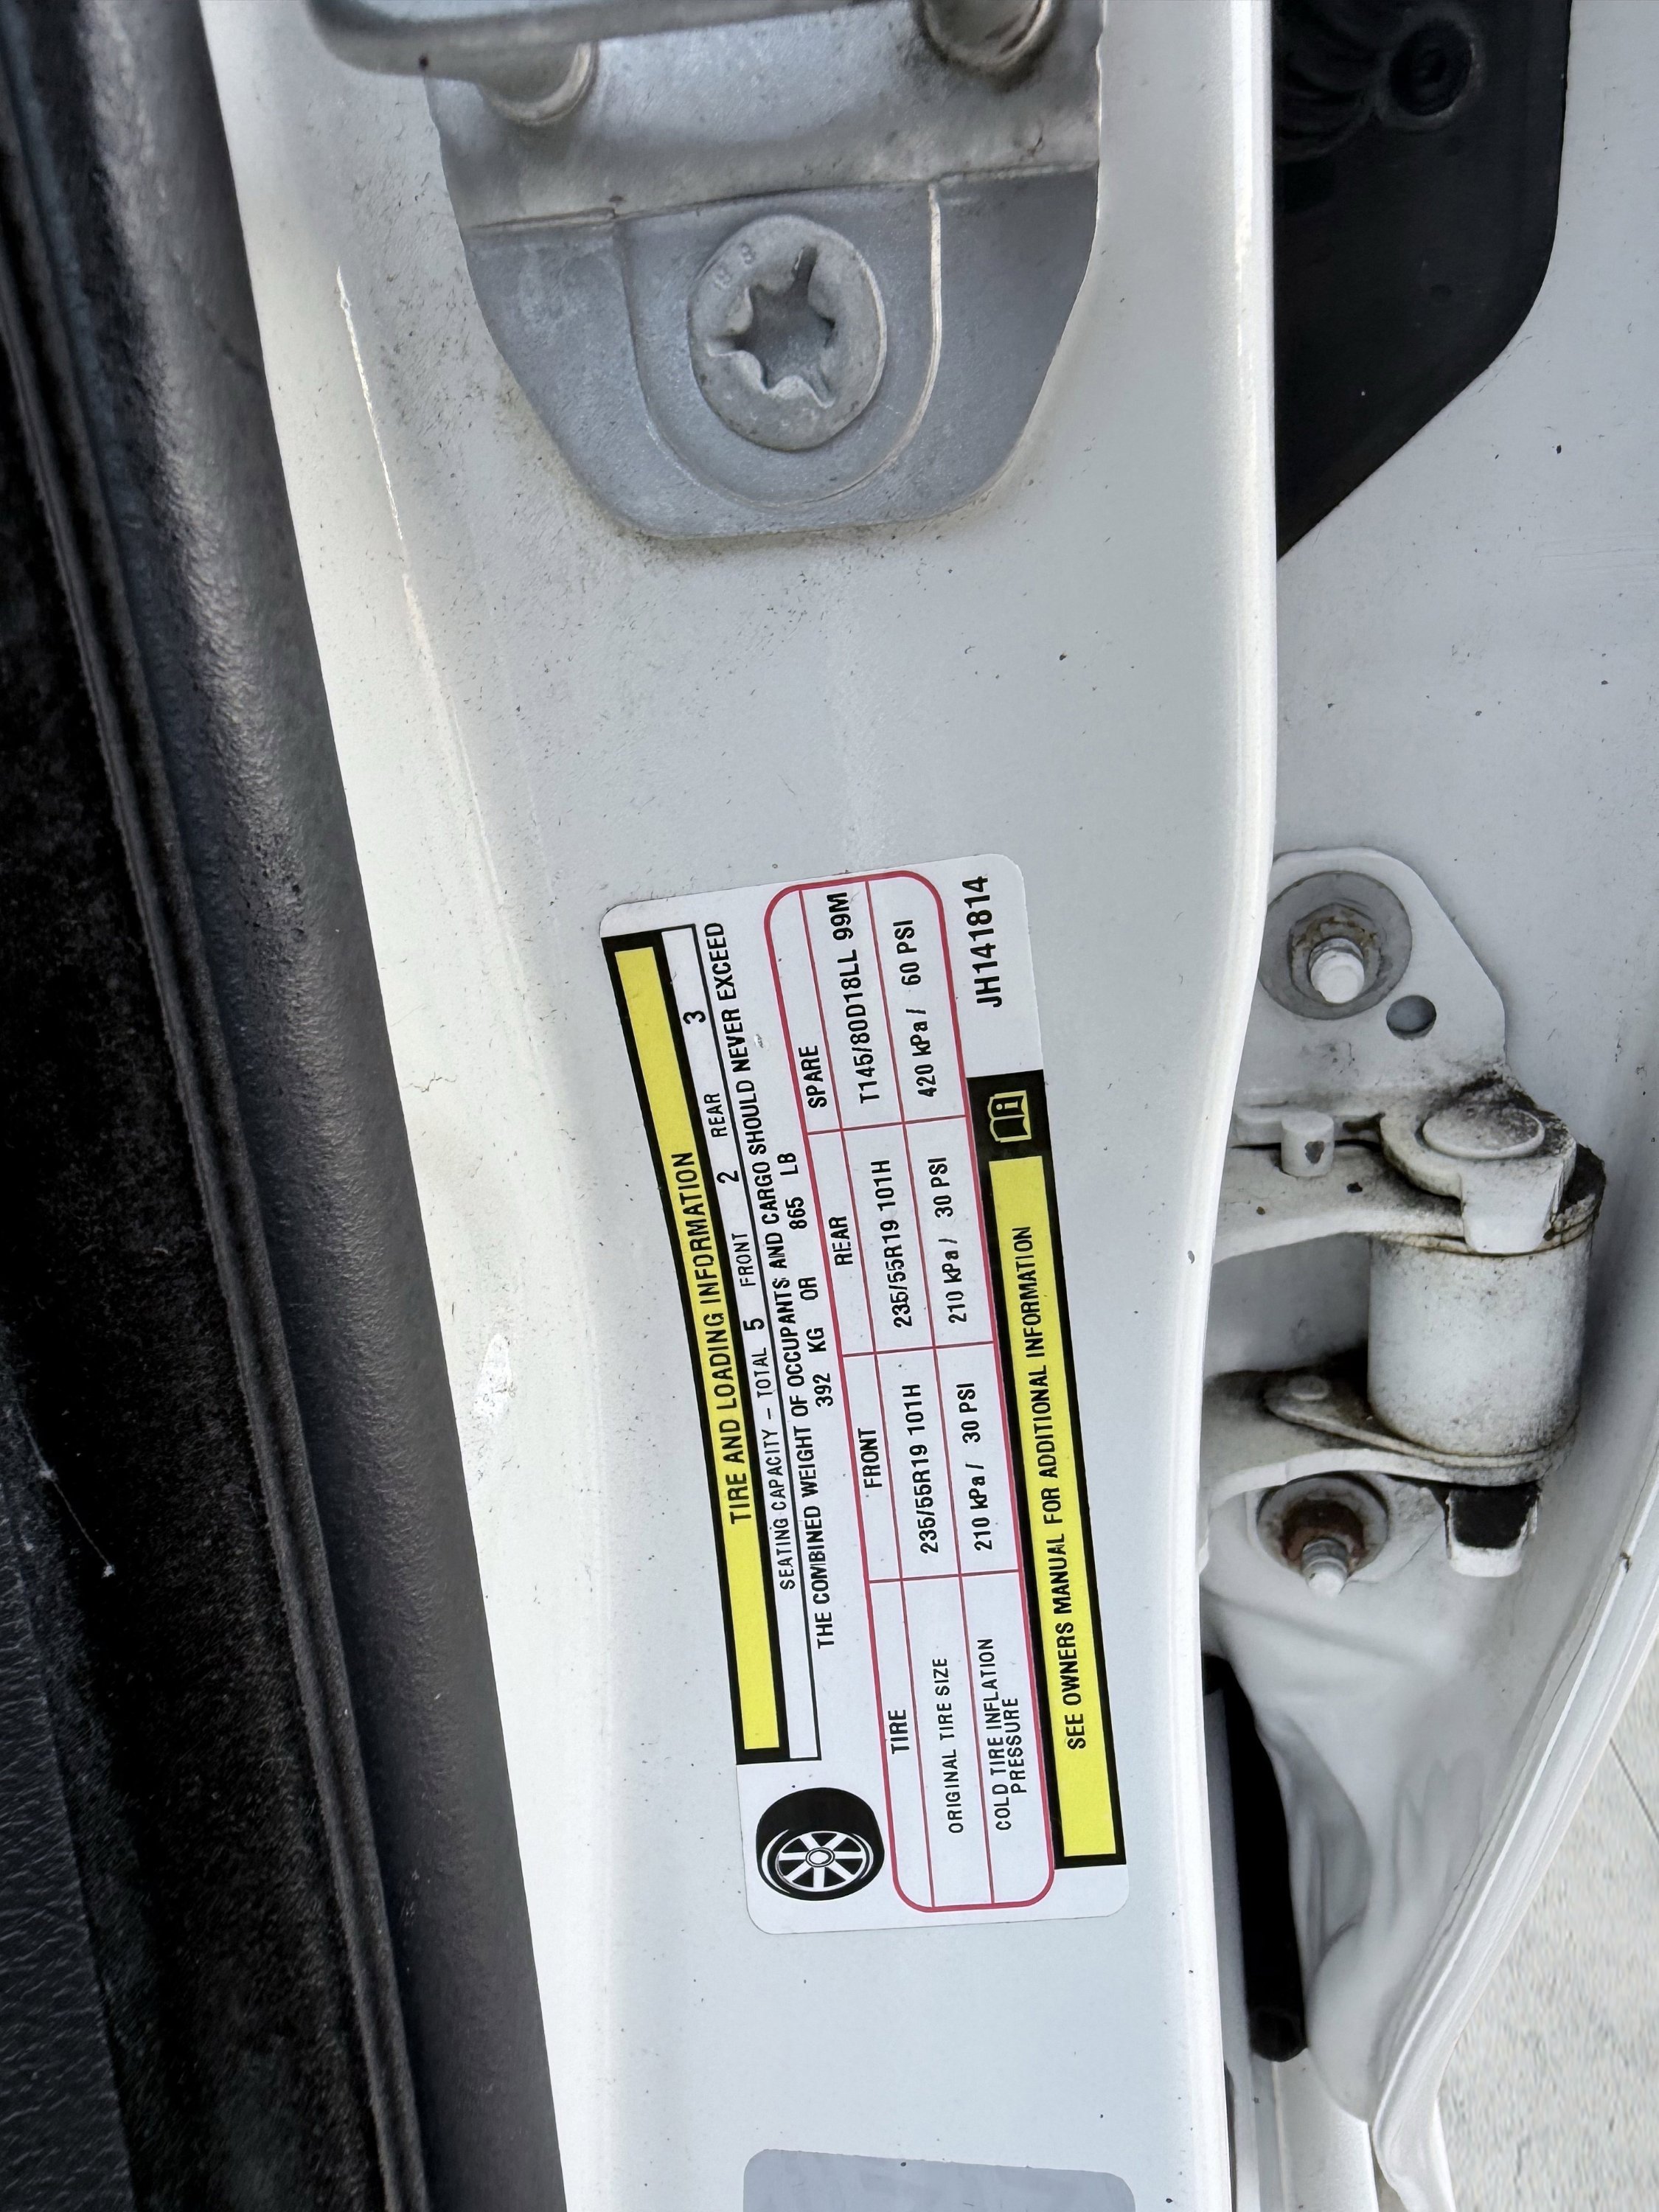 TIRE AND LOADING INFORMATION
SEATING CAPACITY - TOTAL 5 FRONT 2 REAR 3
THE COMBINED WEIGHT OF OCCUPANTS AND CARGO SHOULD NEVER EXCEED
392 KG OR 865 LB
TIRE FRONT REAR SPARE
ORIGINAL TIRE SIZE 235/55R19 101H 235/55R19 101H T145/80D18LL 99M
COLD TIRE INFLATION PRESSURE 210 kPa / 30 PSI 210 kPa / 30 PSI 420 kPa / 60 PSI
SEE OWNERS MANUAL FOR ADDITIONAL INFORMATION
JH141814